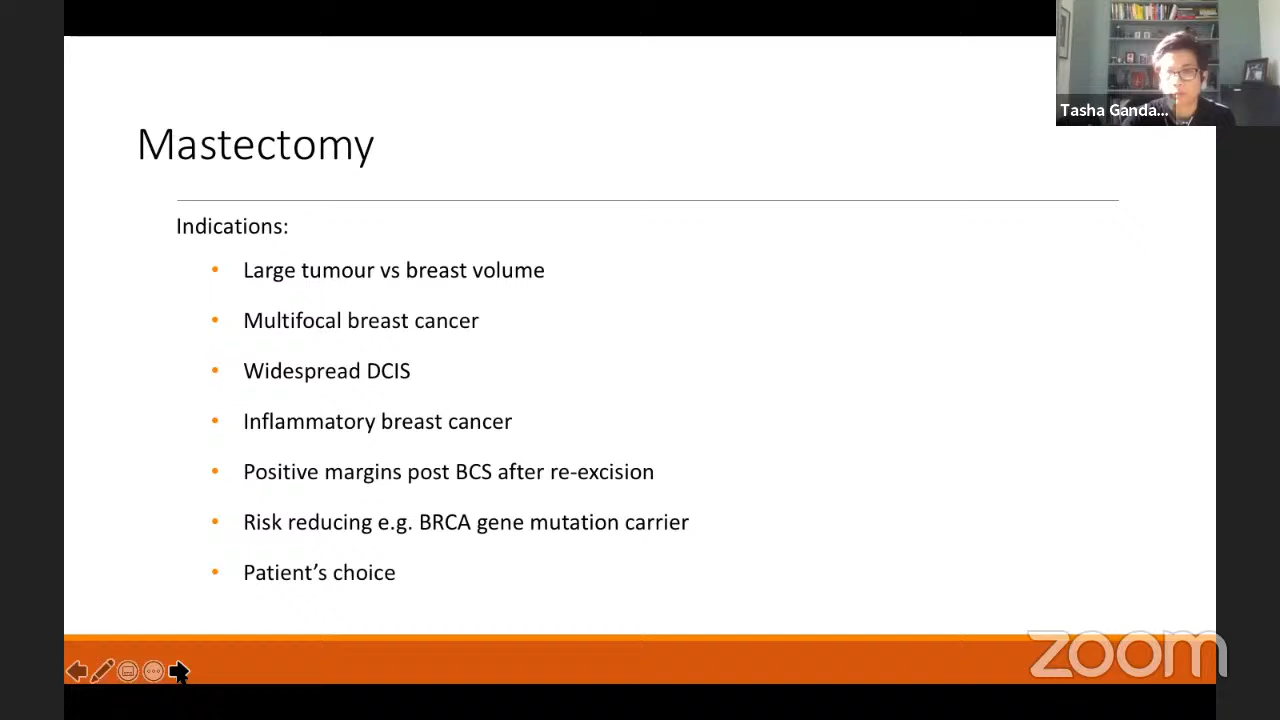 Tasha Ganda...
Mastectomy
Indications:
• Large tumour vs breast volume
• Multifocal breast cancer
• Widespread DCIS
• Inflammatory breast cancer
• Positive margins post BCS after re-excision
• Risk reducing e.g. BRCA gene mutation carrier
• Patient’s choice
zoom